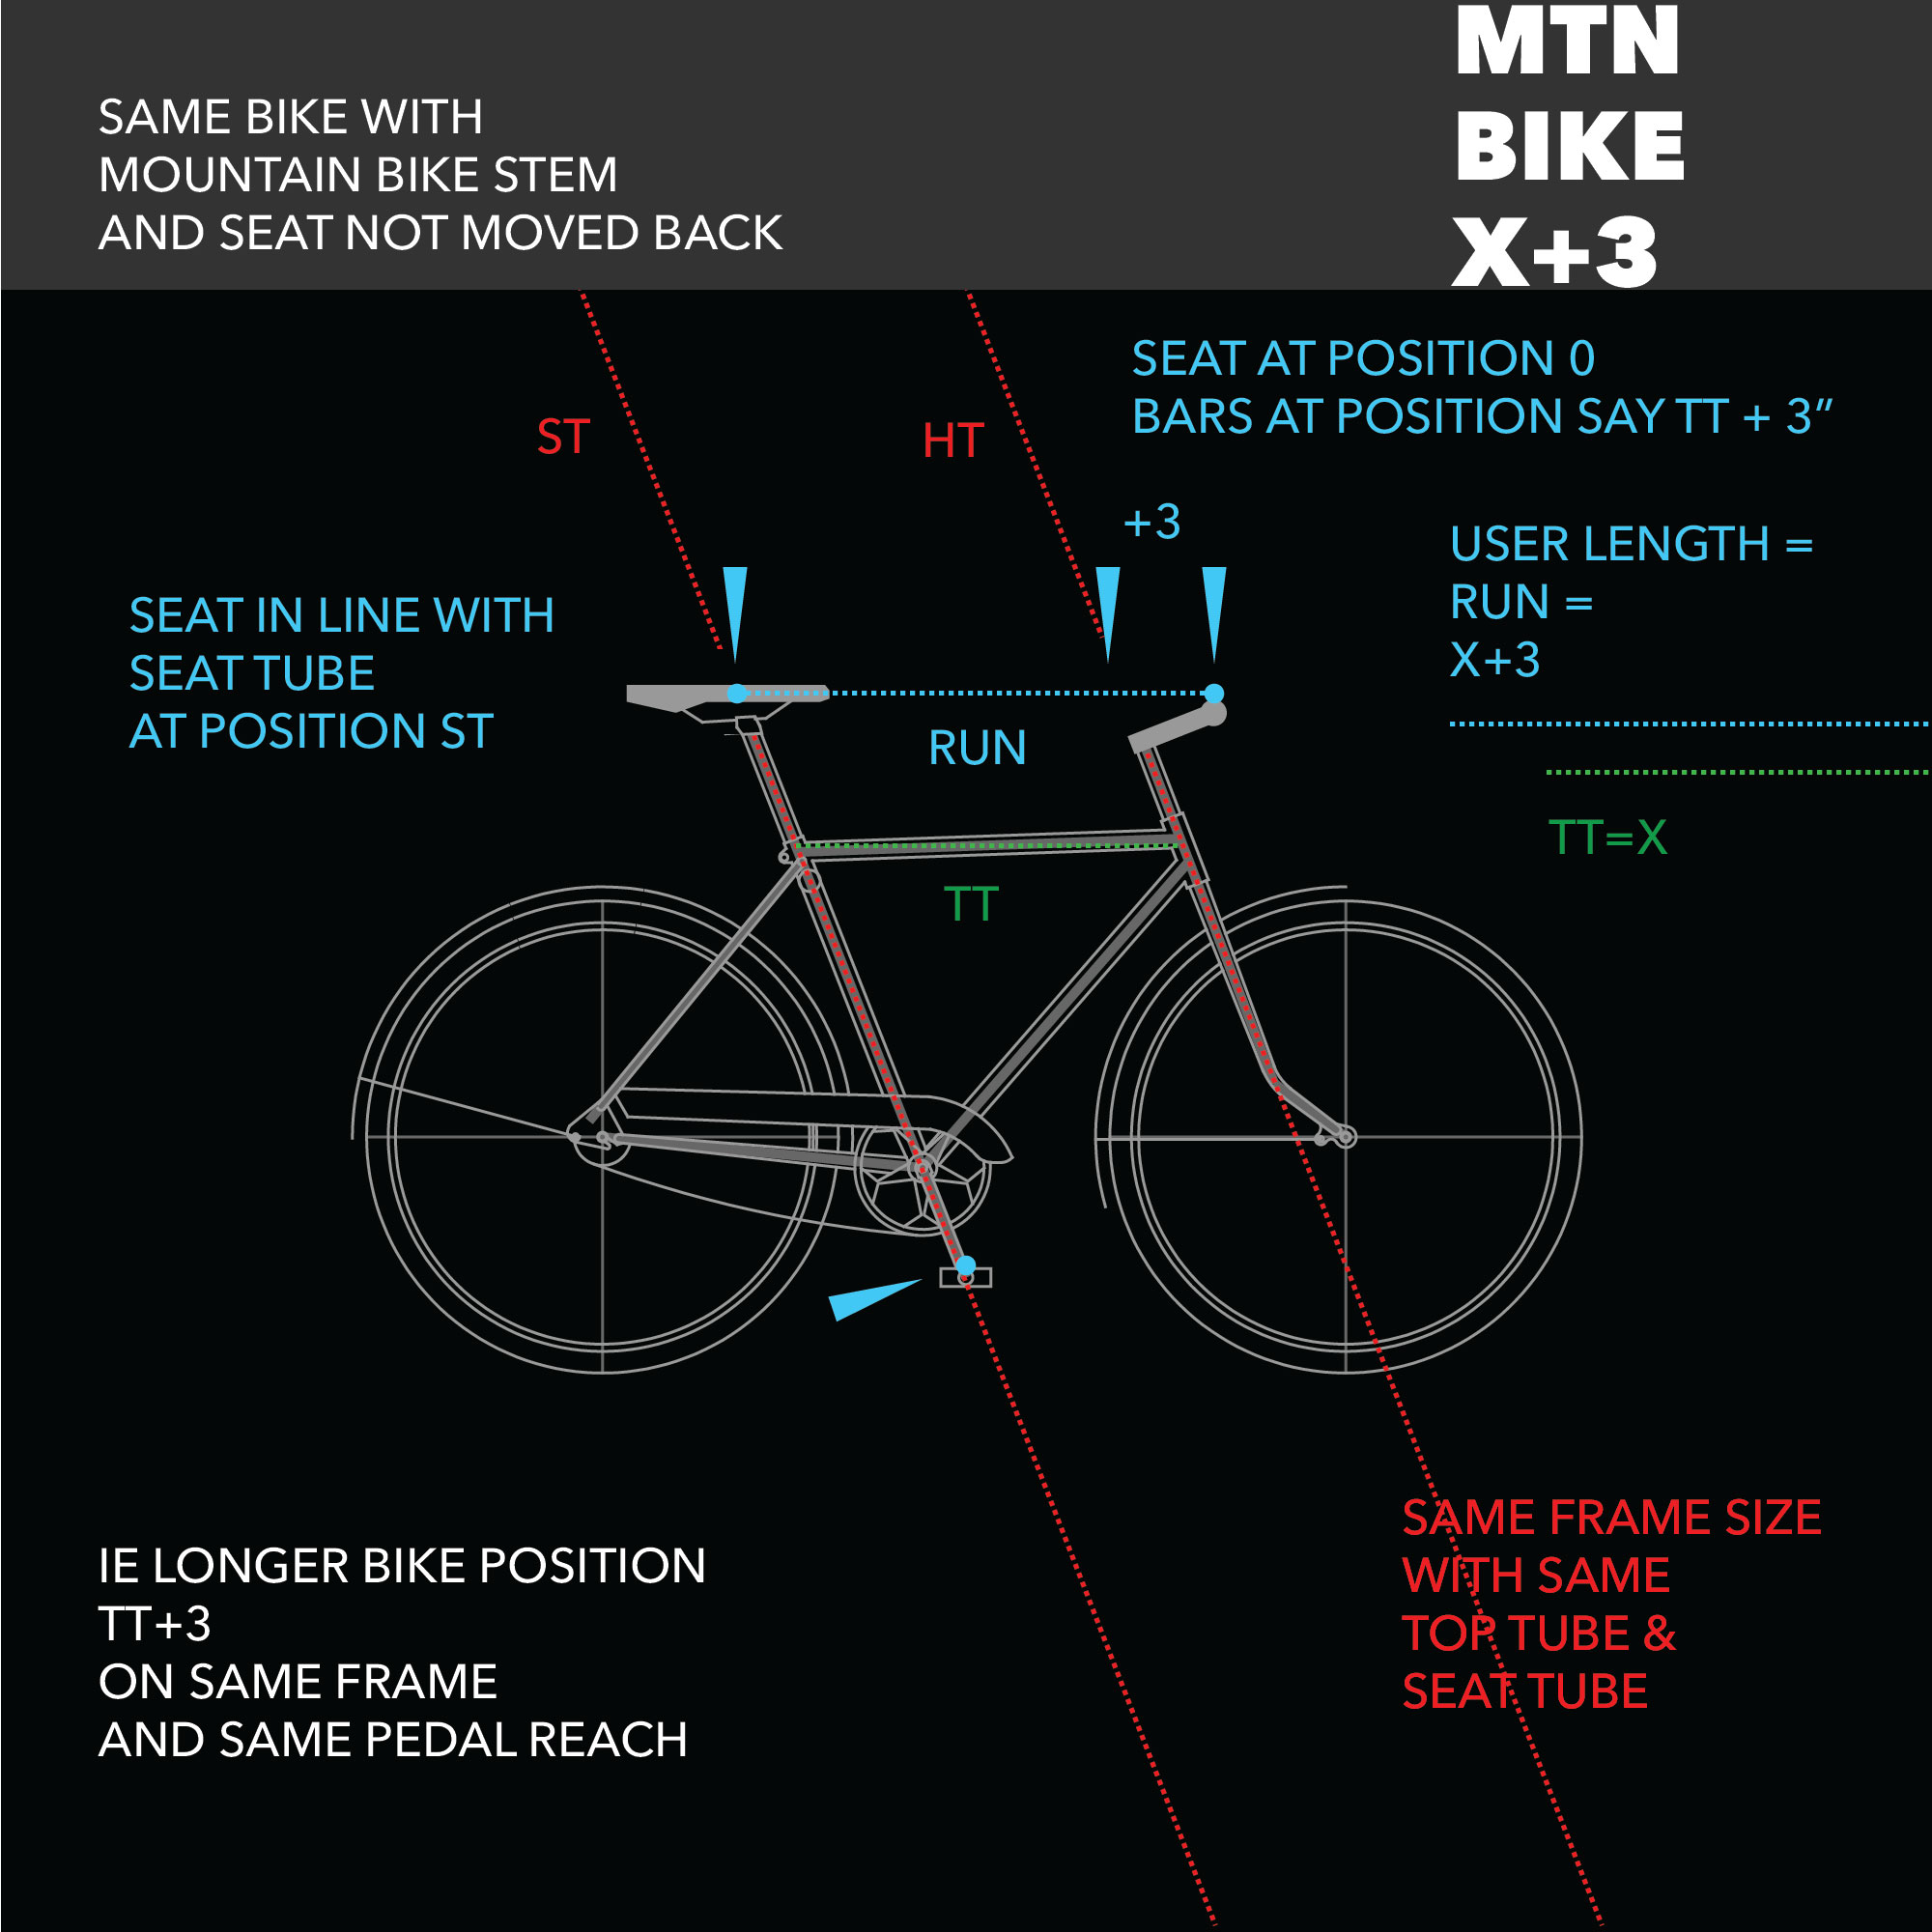 SAME BIKE WITH
MOUNTAIN BIKE STEM
AND SEAT NOT MOVED BACK
MTN
BIKE
X+3
SEAT AT POSITION 0
BARS AT POSITION SAY TT + 3”
ST
HT
+3
USER LENGTH =
RUN =
X+3
SEAT IN LINE WITH
SEAT TUBE
AT POSITION ST
RUN
TT=X
TT
SAME FRAME SIZE
WITH SAME
TOP TUBE &
SEAT TUBE
IE LONGER BIKE POSITION
TT+3
ON SAME FRAME
AND SAME PEDAL REACH